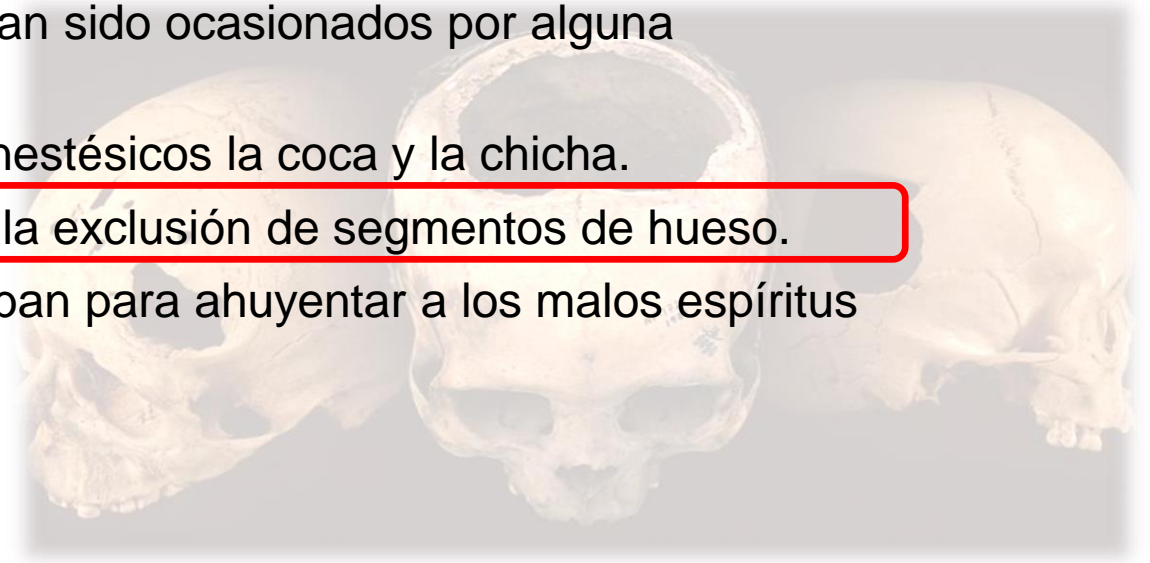 an sido ocasionados por alguna
nestésicos la coca y la chicha.
la exclusión de segmentos de hueso.
ban para ahuyentar a los malos espíritus